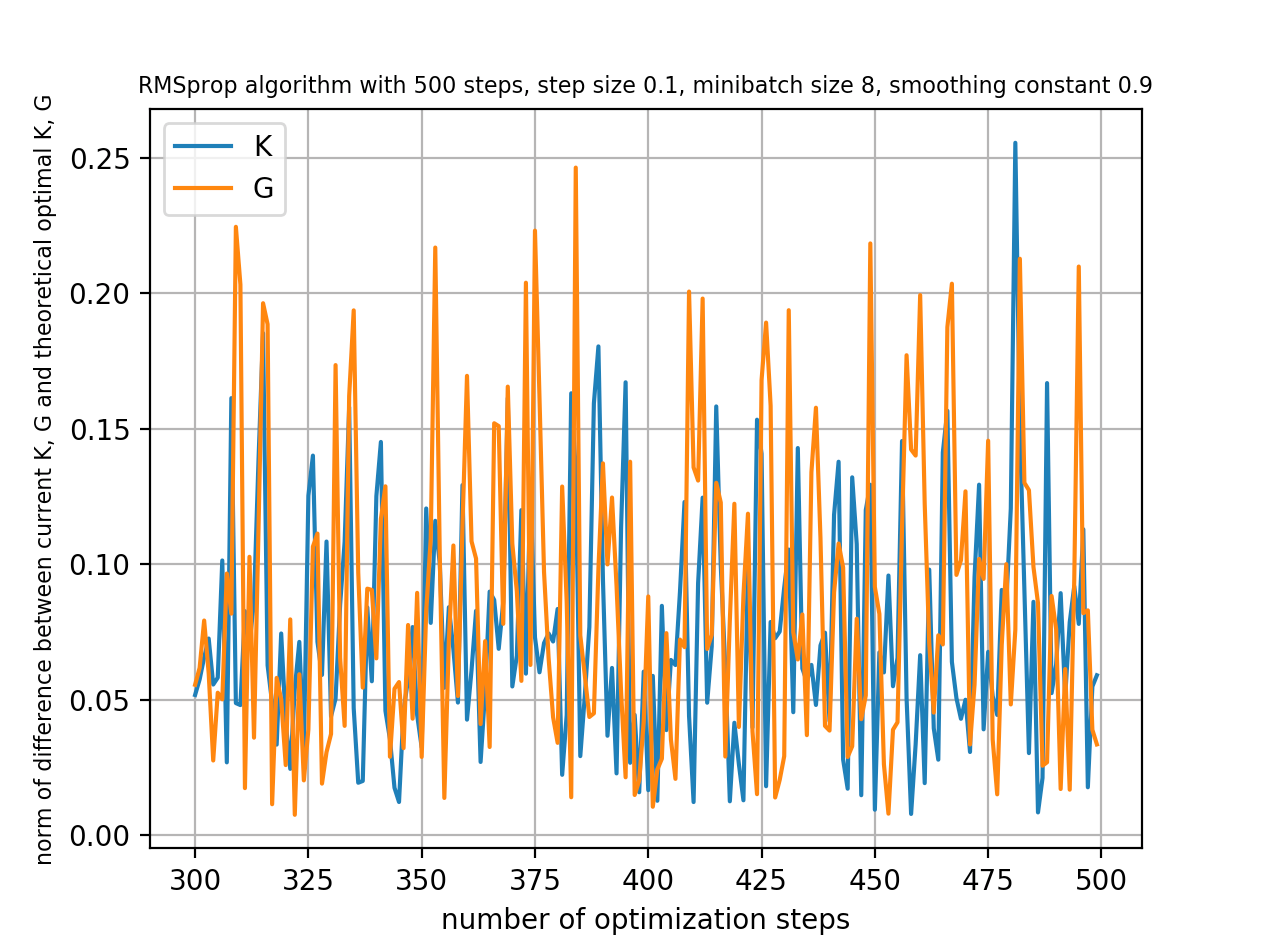 RMSprop algorithm with 500 steps, step size 0.1, minibatch size 8, smoothing constant 0.9
norm of difference between current K, G and theoretical optimal K, G
K
G
0.25
0.20
0.15
0.10
0.05
0.00
300 325 350 375 400 425 450 475 500
number of optimization steps